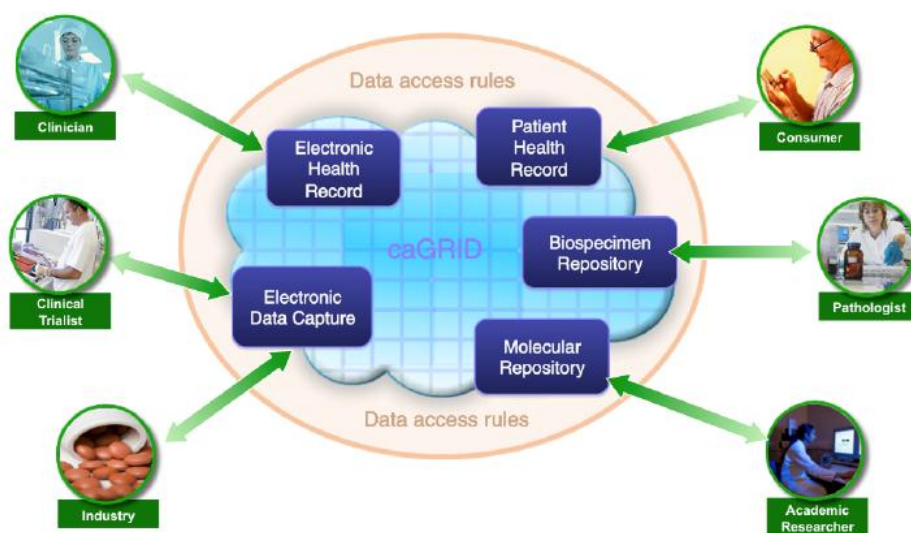 Data access rules
Clinician
Electronic
Health
Record
Patient
Health
Record
Consumer
caGRID
Biospecimen
Repository
Clinical
Trialist
Electronic
Data Capture
Pathologist
Molecular
Repository
Data access rules
Industry
Academic
Researcher